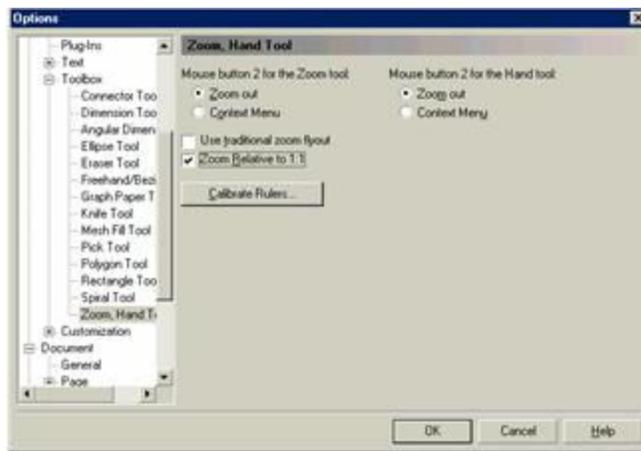 Options
Plug-Ins
Text
Toolbox
Connector Too
Dimension Too
Angular Dimen
Ellipse Tool
Eraser Tool
Freehand/Bezi
Graph Paper T
Knife Tool
Mesh Fill Tool
Pick Tool
Polygon Tool
Rectangle Too
Spiral Tool
Zoom, Hand T
Customization
Document
General
Page
Zoom, Hand Tool
Mouse button 2 for the Zoom tool:
Zoom out
Context Menu
Mouse button 2 for the Hand tool:
Zoom out
Context Menu
Use traditional zoom flyout
Zoom Relative to 1:1
Calibrate Rulers...
OK
Cancel
Help